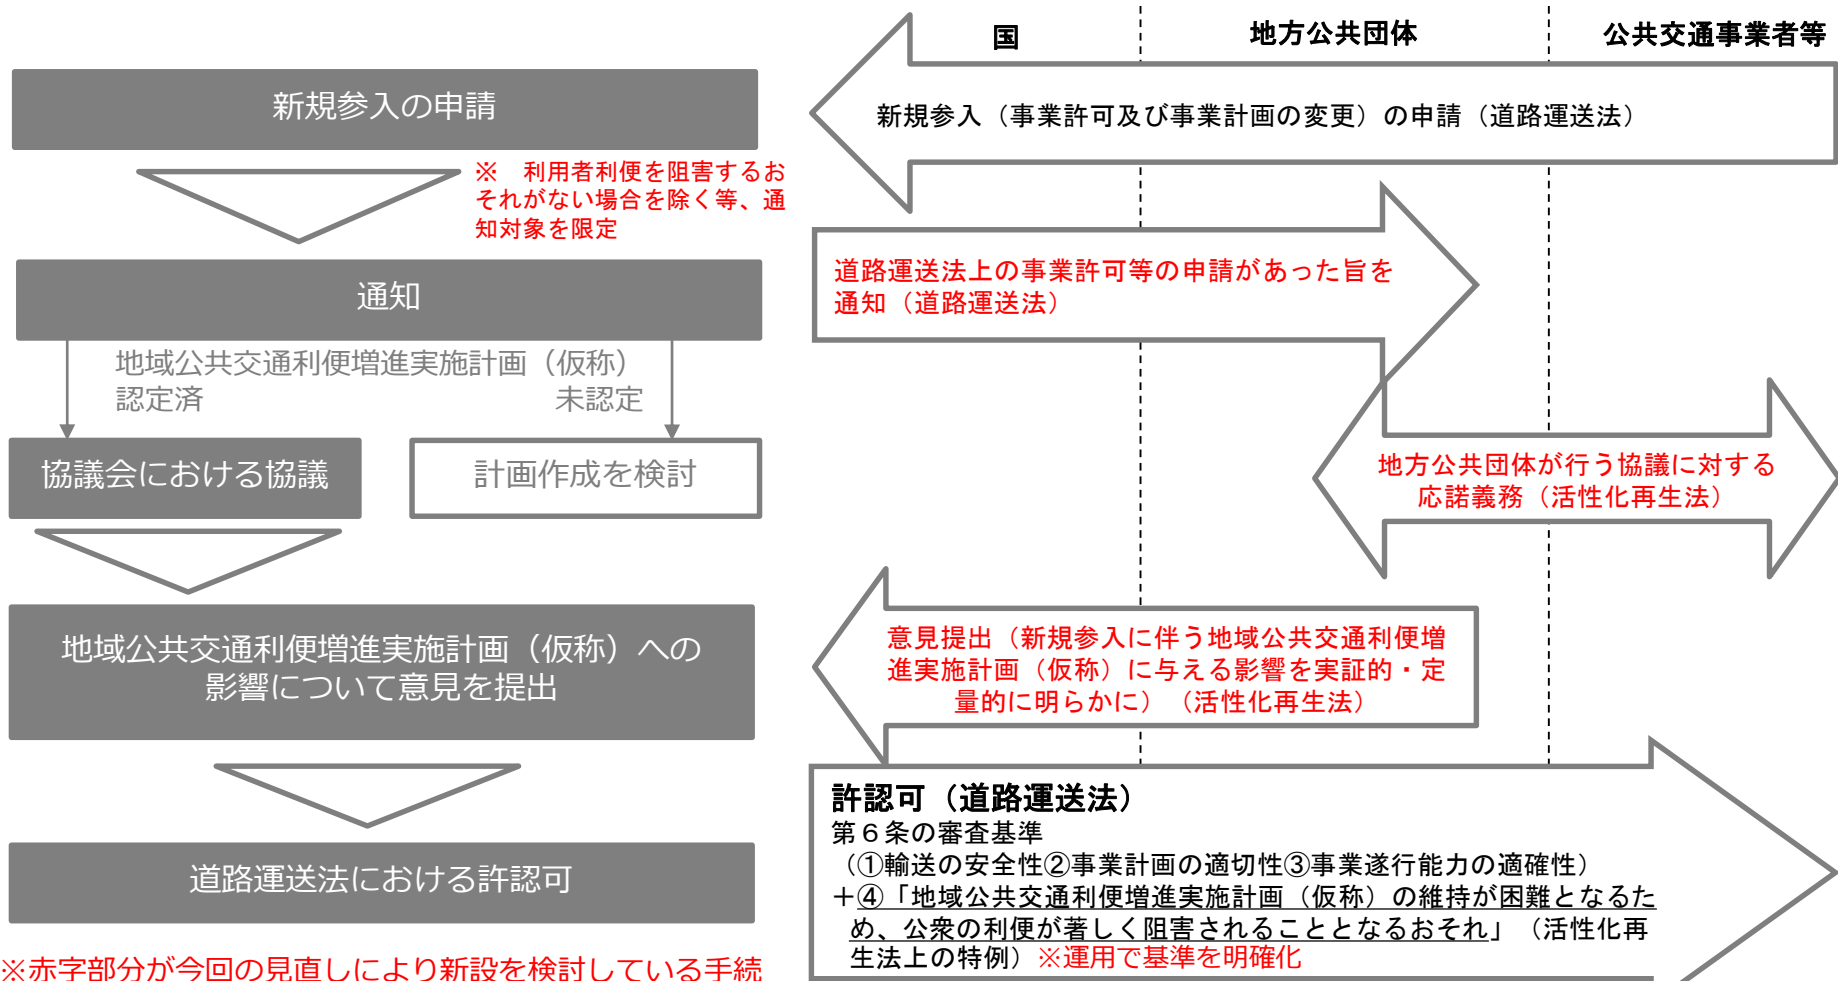 国
地方公共団体
公共交通事業者等
新規参入の申請
新規参入（事業許可及び事業計画の変更）の申請（道路運送法）
※　利用者利便を阻害するお
それがない場合を除く等、通
知対象を限定
通知
道路運送法上の事業許可等の申請があった旨を
通知（道路運送法）
地域公共交通利便増進実施計画（仮称）
認定済
未認定
協議会における協議
計画作成を検討
地方公共団体が行う協議に対する
応諾義務（活性化再生法）
地域公共交通利便増進実施計画（仮称）への
影響について意見を提出
意見提出（新規参入に伴う地域公共交通利便増
進実施計画（仮称）に与える影響を実証的・定
量的に明らかに）（活性化再生法）
道路運送法における許認可
許認可（道路運送法）
第６条の審査基準
（①輸送の安全性②事業計画の適切性③事業遂行能力の適確性）
＋④「地域公共交通利便増進実施計画（仮称）の維持が困難となるた
め、公衆の利便が著しく阻害されることとなるおそれ」（活性化再
生法上の特例）※運用で基準を明確化
※赤字部分が今回の見直しにより新設を検討している手続